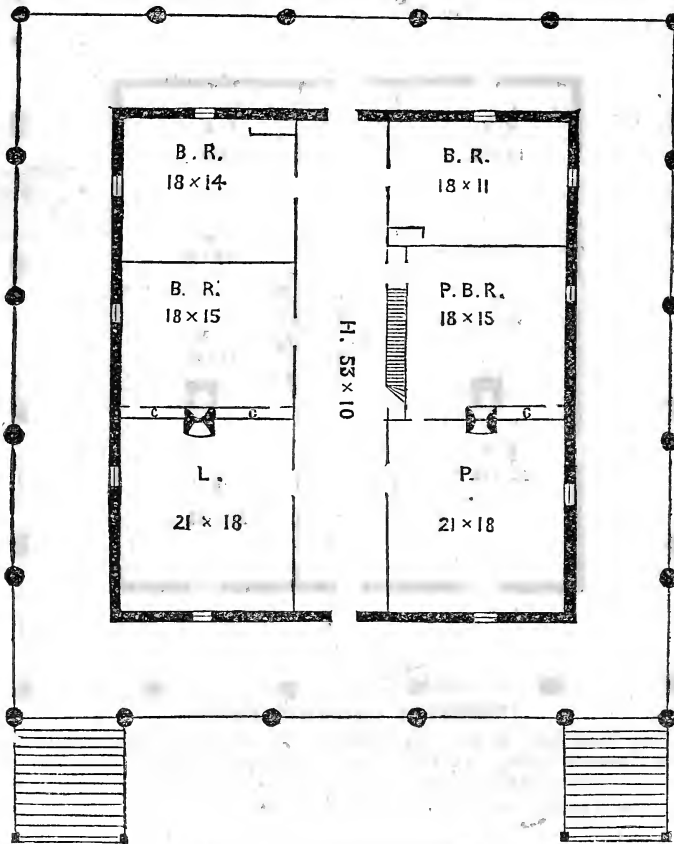 B. R.
18 × 14
B. R.
18 × 11
B. R.
18 × 15
P. B. R.
18 × 15
H. 53 × 10
C
C
C
L.
21 × 18
P.
21 × 18